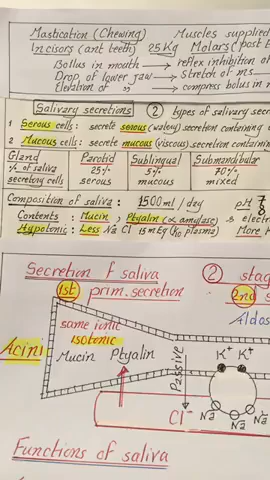 Mastication (Chewing) Muscles supplied
Incisors (ant teeth) 25 Kg Molars (post t
Bollus in mouth → reflex inhibition of
Drop of lower jaw → stretch of ms
Elevation of " → compress bolus in m
Salivary secretions 2 types of salivary sec
1 Serous cells: secrete serous (watery) secretion containing
2 Mucous cells: secrete mucous (viscous) secretion containin
Gland Parotid Sublingual Submandibular
% of saliva 25% 5% 70%
secretory cells serous mucous mixed
Composition of saliva: 1500 ml / day pH 7
8
Contents: Mucin, Ptyalin (α amylase) & electr
Hypotonic: Less Na Cl 15 mEq (plasma) More K
Secretion of saliva 2 stag
1st prim. secretion 2nd
same ionic Aldos
isotonic
Acini Mucin Ptyalin Passive K+ K+
Cl-
Na Na Na
Functions of saliva